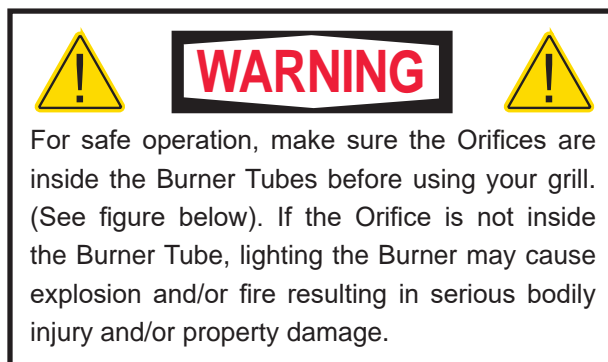 WARNING
For safe operation, make sure the Orifices are
inside the Burner Tubes before using your grill.
(See figure below). If the Orifice is not inside
the Burner Tube, lighting the Burner may cause
explosion and/or fire resulting in serious bodily
injury and/or property damage.